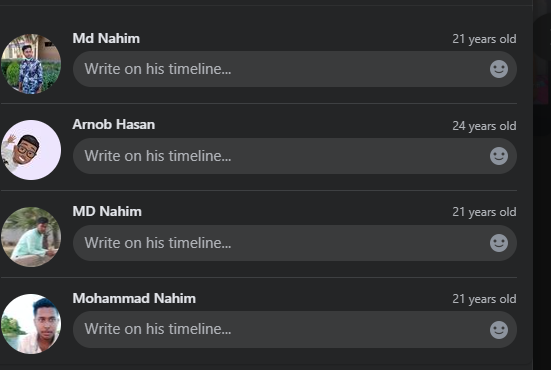 Md Nahim 21 years old
Write on his timeline...
Arnob Hasan 24 years old
Write on his timeline...
MD Nahim 21 years old
Write on his timeline...
Mohammad Nahim 21 years old
Write on his timeline...